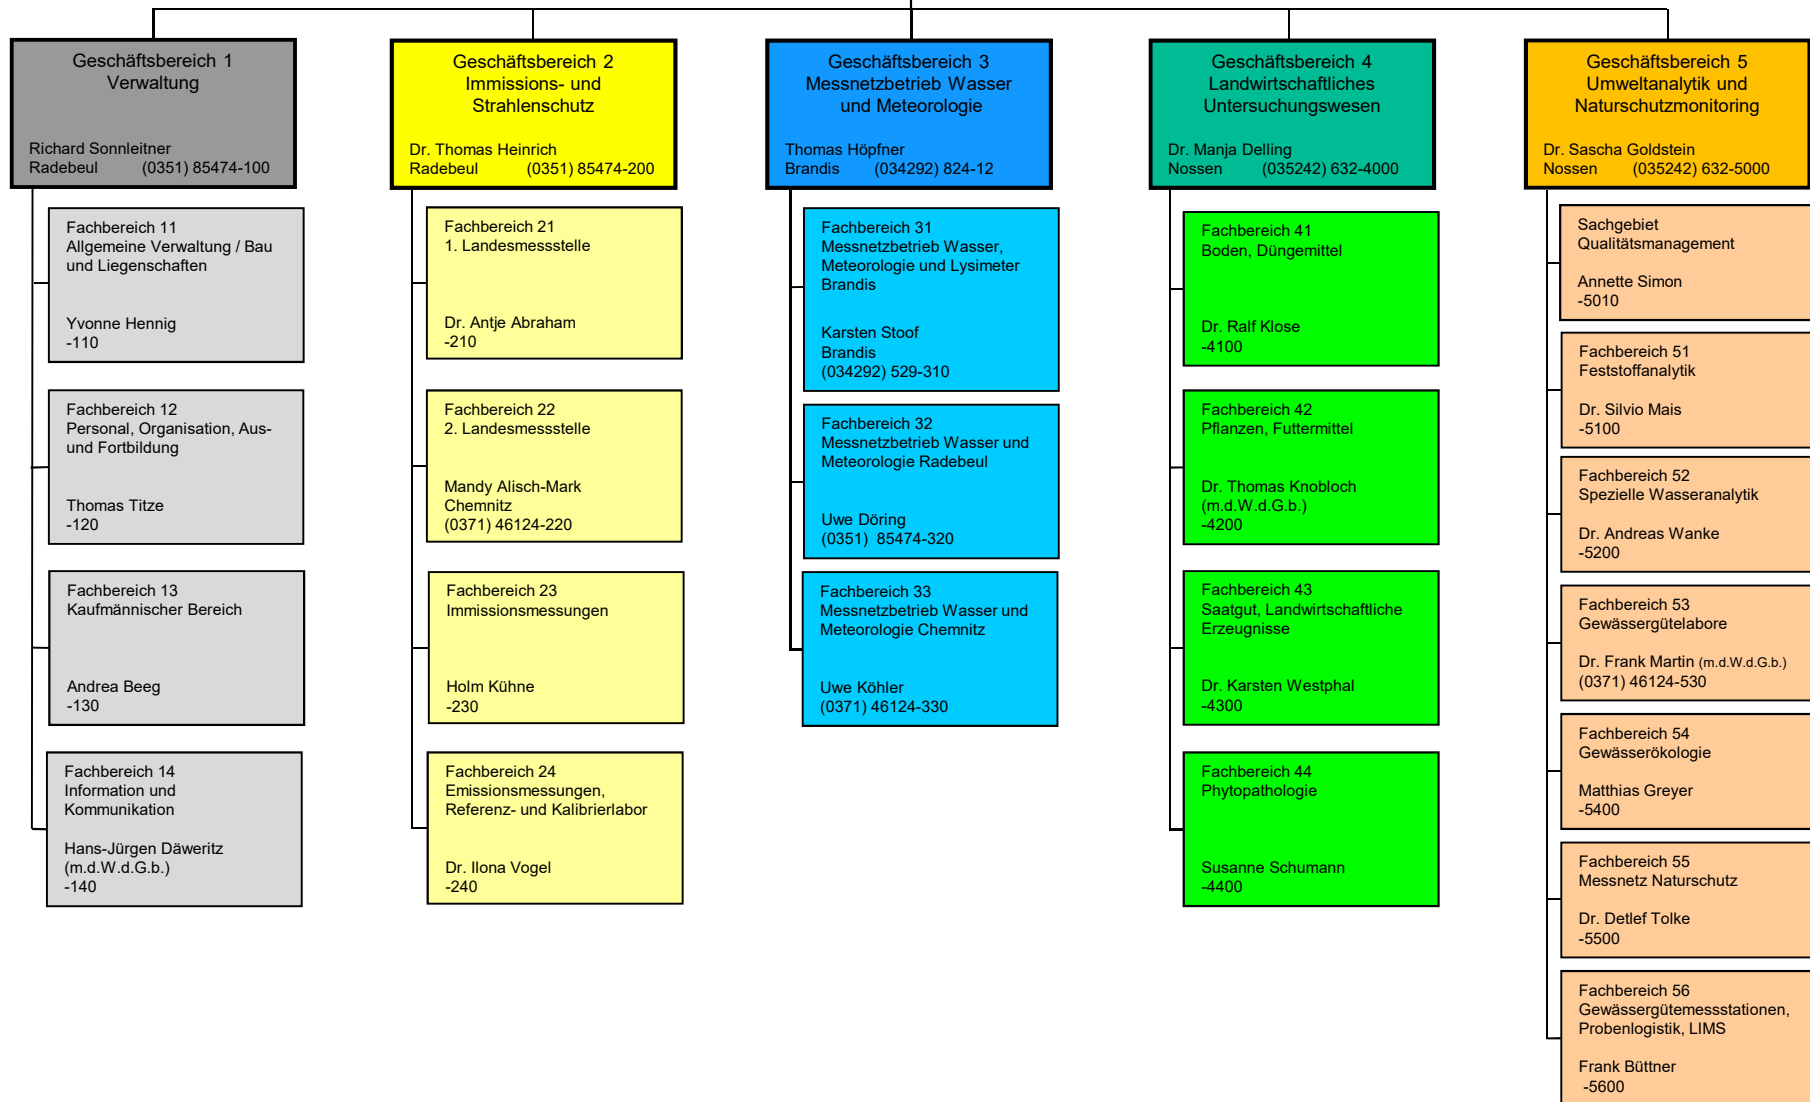 Geschäftsbereich 1
Verwaltung
Richard Sonnleitner
Radebeul (0351) 85474-100
Fachbereich 11
Allgemeine Verwaltung / Bau
und Liegenschaften
Yvonne Hennig
-110
Fachbereich 12
Personal, Organisation, Aus-
und Fortbildung
Thomas Titze
-120
Fachbereich 13
Kaufmännischer Bereich
Andrea Beeg
-130
Fachbereich 14
Information und
Kommunikation
Hans-Jürgen Däweritz
(m.d.W.d.G.b.)
-140
Geschäftsbereich 2
Immissions- und
Strahlenschutz
Dr. Thomas Heinrich
Radebeul (0351) 85474-200
Fachbereich 21
1. Landesmessstelle
Dr. Antje Abraham
-210
Fachbereich 22
2. Landesmessstelle
Mandy Alisch-Mark
Chemnitz
(0371) 46124-220
Fachbereich 23
Immissionsmessungen
Holm Kühne
-230
Fachbereich 24
Emissionsmessungen,
Referenz- und Kalibrierlabor
Dr. Ilona Vogel
-240
Geschäftsbereich 3
Messnetzbetrieb Wasser
und Meteorologie
Thomas Höpfner
Brandis (034292) 824-12
Fachbereich 31
Messnetzbetrieb Wasser,
Meteorologie und Lysimeter
Brandis
Karsten Stoof
Brandis
(034292) 529-310
Fachbereich 32
Messnetzbetrieb Wasser und
Meteorologie Radebeul
Uwe Döring
(0351) 85474-320
Fachbereich 33
Messnetzbetrieb Wasser und
Meteorologie Chemnitz
Uwe Köhler
(0371) 46124-330
Geschäftsbereich 4
Landwirtschaftliches
Untersuchungswesen
Dr. Manja Delling
Nossen (035242) 632-4000
Fachbereich 41
Boden, Düngemittel
Dr. Ralf Klose
-4100
Fachbereich 42
Pflanzen, Futtermittel
Dr. Thomas Knobloch
(m.d.W.d.G.b.)
-4200
Fachbereich 43
Saatgut, Landwirtschaftliche
Erzeugnisse
Dr. Karsten Westphal
-4300
Fachbereich 44
Phytopathologie
Susanne Schumann
-4400
Geschäftsbereich 5
Umweltanalytik und
Naturschutzmonitoring
Dr. Sascha Goldstein
Nossen (035242) 632-5000
Sachgebiet
Qualitätsmanagement
Annette Simon
-5010
Fachbereich 51
Feststoffanalytik
Dr. Silvio Mais
-5100
Fachbereich 52
Spezielle Wasseranalytik
Dr. Andreas Wanke
-5200
Fachbereich 53
Gewässergütelabore
Dr. Frank Martin (m.d.W.d.G.b.)
(0371) 46124-530
Fachbereich 54
Gewässerökologie
Matthias Greyer
-5400
Fachbereich 55
Messnetz Naturschutz
Dr. Detlef Tolke
-5500
Fachbereich 56
Gewässergütemessstationen,
Probenlogistik, LIMS
Frank Büttner
-5600